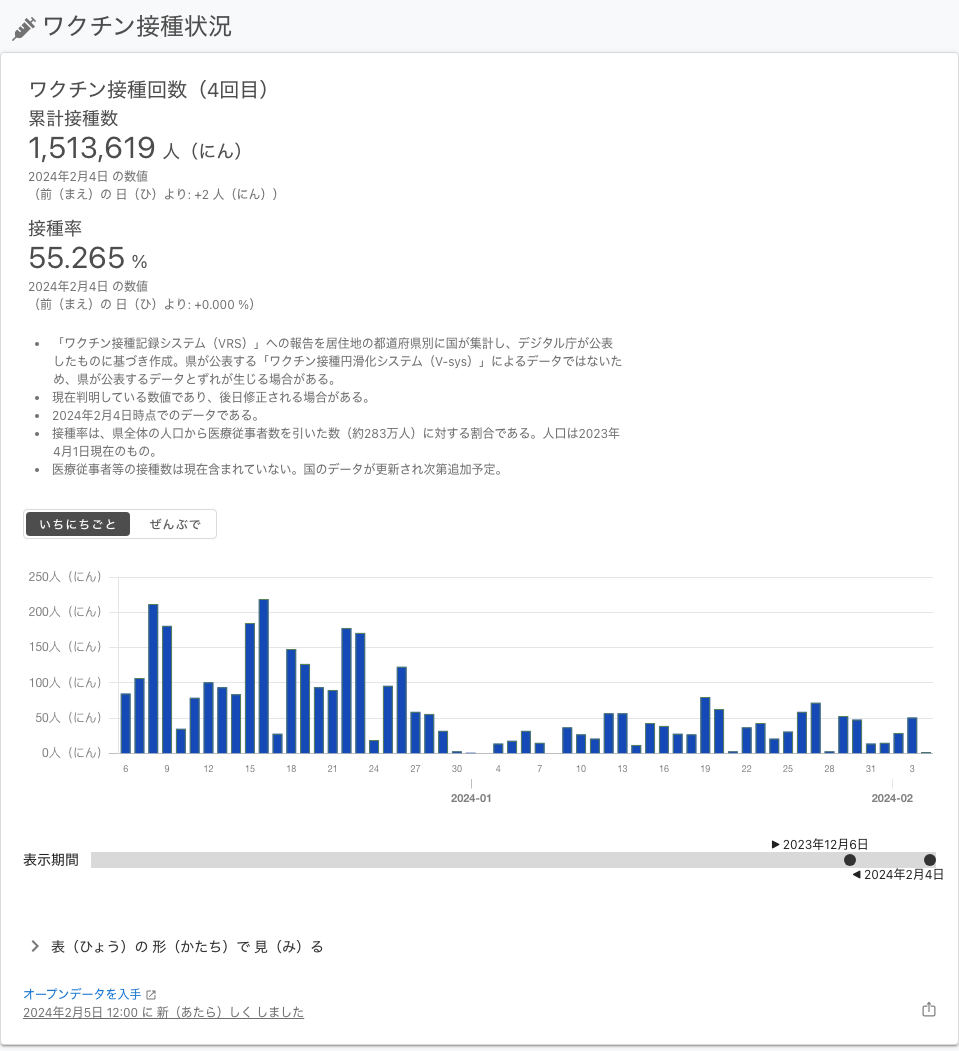 ワクチン接種状況
ワクチン接種回数（4回目）
累計接種数
1,513,619 人（にん）
2024年2月4日 の数値
（前（まえ）の 日（ひ）より: +2 人（にん））
接種率
55.265 %
2024年2月4日 の数値
（前（まえ）の 日（ひ）より: +0.000 %）
• 「ワクチン接種記録システム（VRS）」への報告を居住地の都道府県別に国が集計し、デジタル庁が公表
したものに基づき作成。県が公表する「ワクチン接種円滑化システム（V-sys）」によるデータではないた
め、県が公表するデータとずれが生じる場合がある。
• 現在判明している数値であり、後日修正される場合がある。
• 2024年2月4日時点でのデータである。
• 接種率は、県全体の人口から医療従事者数を引いた数（約283万人）に対する割合である。人口は2023年
4月1日現在のもの。
• 医療従事者等の接種数は現在含まれていない。国のデータが更新され次第追加予定。
いちにちごと ぜんぶで
250人（にん）
200人（にん）
150人（にん）
100人（にん）
50人（にん）
0人（にん）
6 9 12 15 18 21 24 27 30 4 7 10 13 16 19 22 25 28 31 3
2024-01 2024-02
▶ 2023年12月6日
表示期間
◀ 2024年2月4日
表（ひょう）の 形（かたち）で 見（み）る
オープンデータを入手
2024年2月5日 12:00 に 新（あたら）しく しました